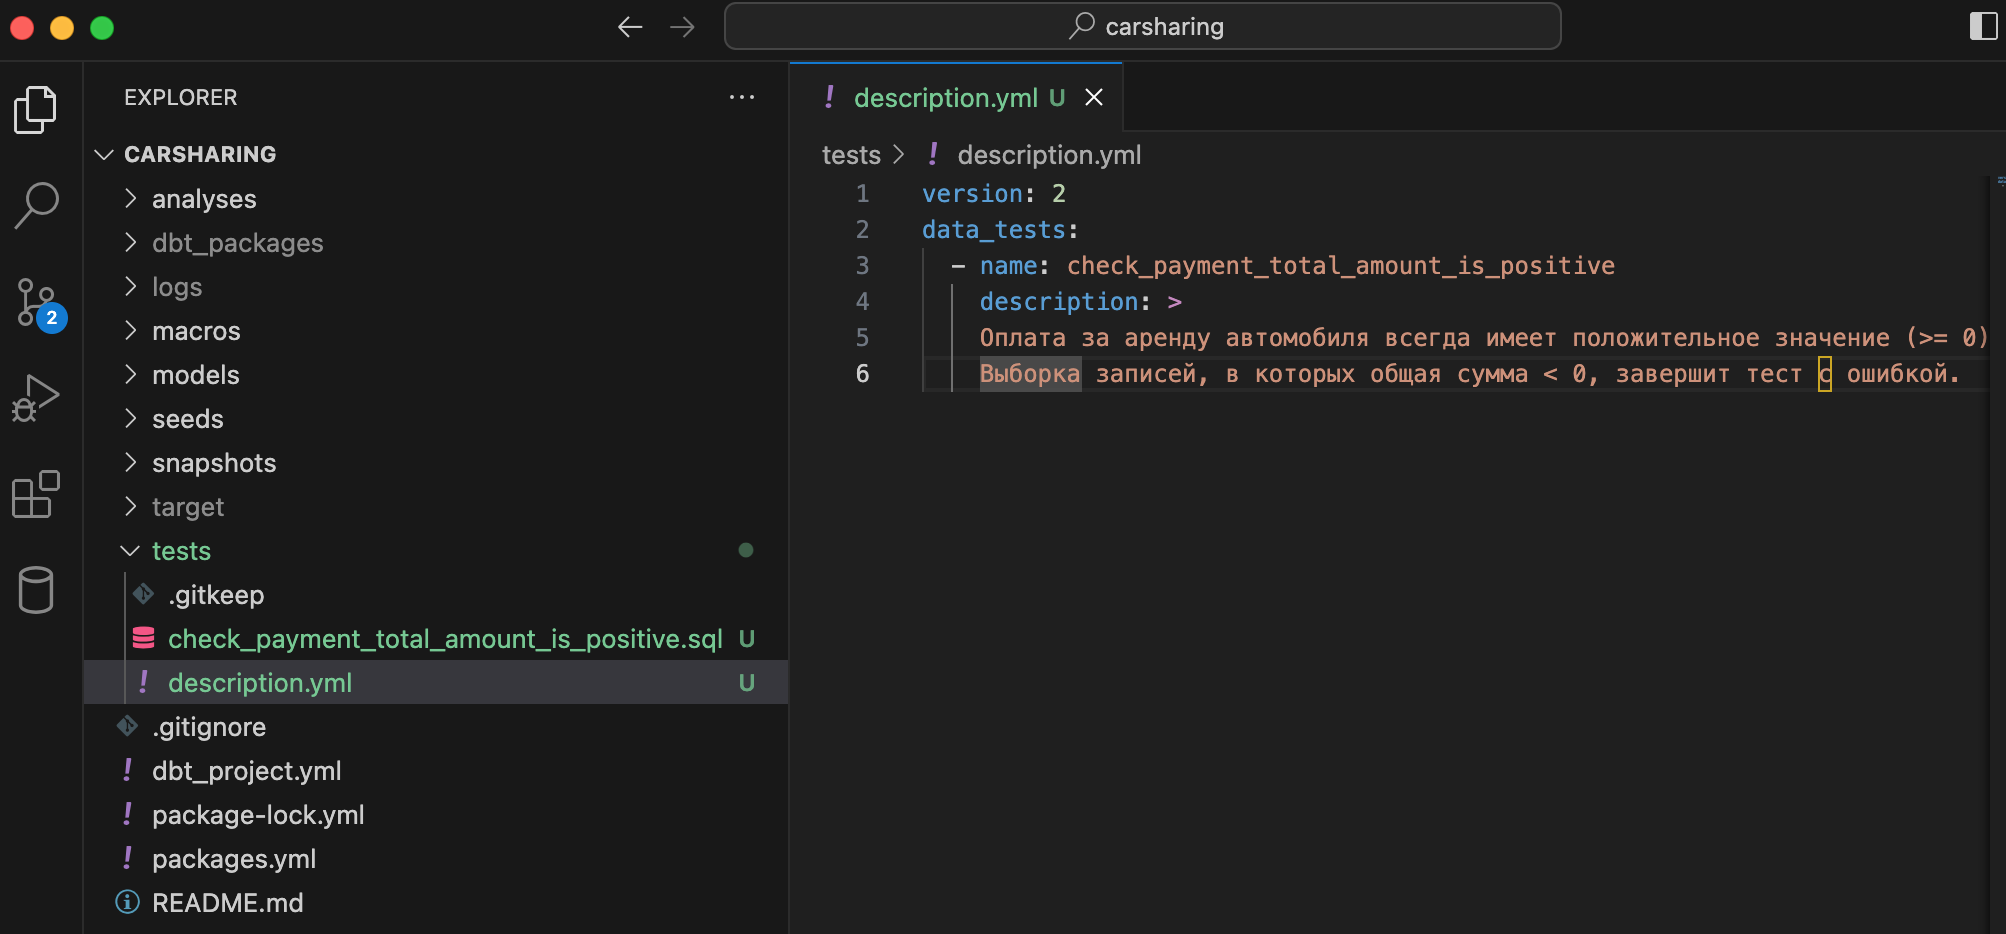 carsharing
EXPLORER
CARSHARING
analyses
dbt_packages
logs
macros
models
seeds
snapshots
target
tests
.gitkeep
check_payment_total_amount_is_positive.sql U
description.yml U
.gitignore
dbt_project.yml
package-lock.yml
packages.yml
README.md
2
! description.yml U
tests > ! description.yml
1 version: 2
2 data_tests:
3 - name: check_payment_total_amount_is_positive
4 description: >
5 Оплата за аренду автомобиля всегда имеет положительное значение (>= 0)
6 Выборка записей, в которых общая сумма < 0, завершит тест с ошибкой.